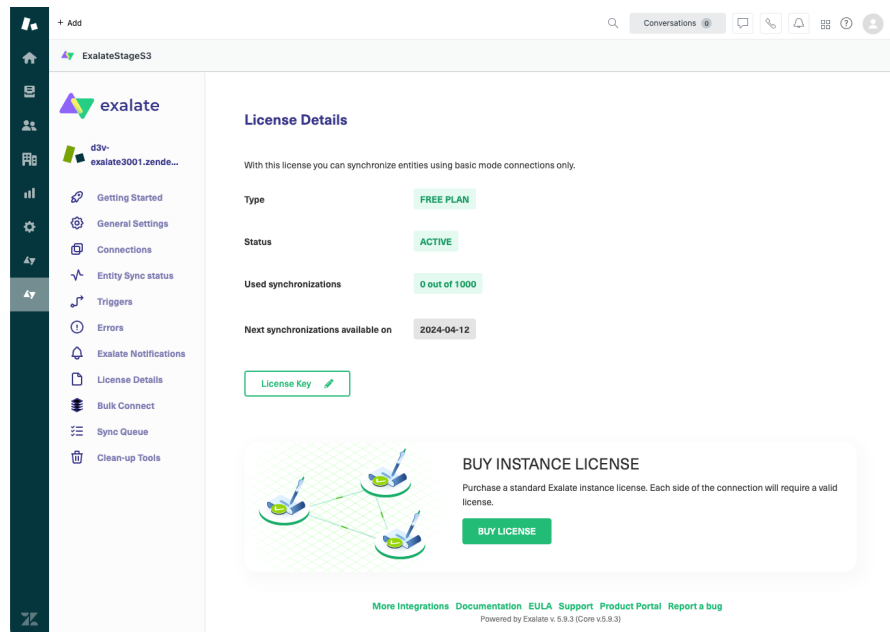 + Add
Conversations 0
ExalateStageS3
exalate
d3v-
exalate3001.zende...
Getting Started
General Settings
Connections
Entity Sync status
Triggers
Errors
Exalate Notifications
License Details
Bulk Connect
Sync Queue
Clean-up Tools
License Details
With this license you can synchronize entities using basic mode connections only.
Type FREE PLAN
Status ACTIVE
Used synchronizations 0 out of 1000
Next synchronizations available on 2024-04-12
License Key
BUY INSTANCE LICENSE
Purchase a standard Exalate instance license. Each side of the connection will require a valid
license.
BUY LICENSE
More Integrations Documentation EULA Support Product Portal Report a bug
Powered by Exalate v. 5.9.3 (Core v.5.9.3)